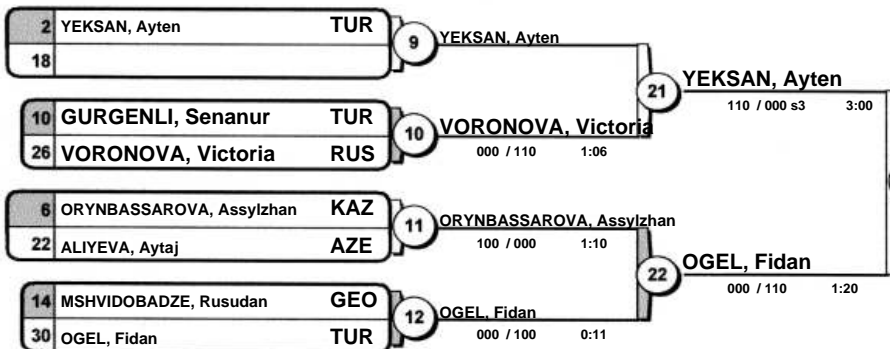 2 YEKSAN, Ayten TUR
18
9 YEKSAN, Ayten
10 GURGENLI, Senanur TUR
26 VORONOVA, Victoria RUS
10 VORONOVA, Victoria
000 / 110 1:06
21 YEKSAN, Ayten
110 / 000 s3 3:00
6 ORYNBASSAROVA, Assylzhan KAZ
22 ALIYEVA, Aytaj AZE
11 ORYNBASSAROVA, Assylzhan
100 / 000 1:10
14 MSHVIDOBADZE, Rusudan GEO
30 OGEL, Fidan TUR
12 OGEL, Fidan
000 / 100 0:11
22 OGEL, Fidan
000 / 110 1:20